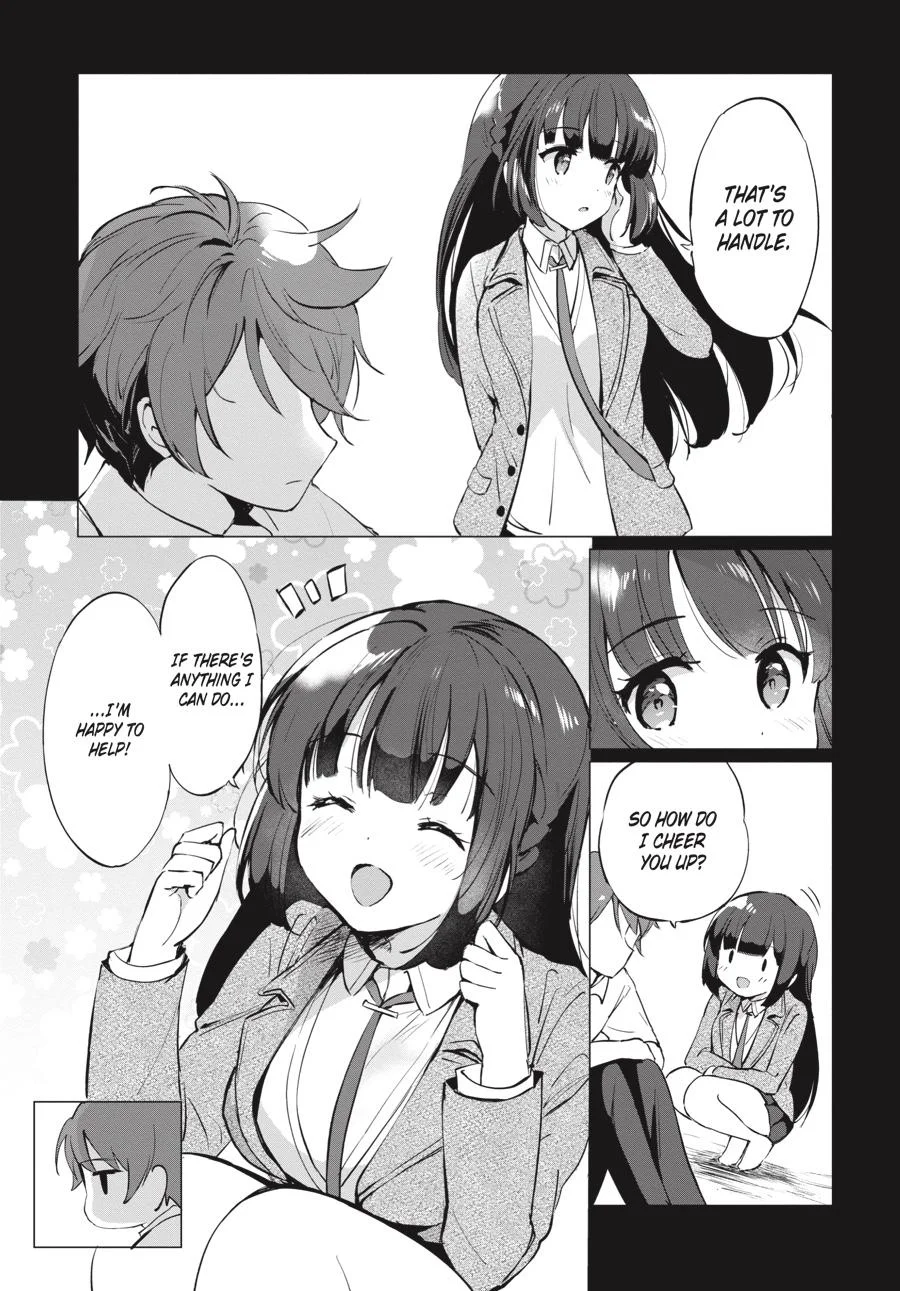 THAT'S
A LOT TO
HANDLE.
SO HOW DO
I CHEER
YOU UP?
IF THERE'S
ANYTHING I
CAN DO...
...I'M
HAPPY TO
HELP!